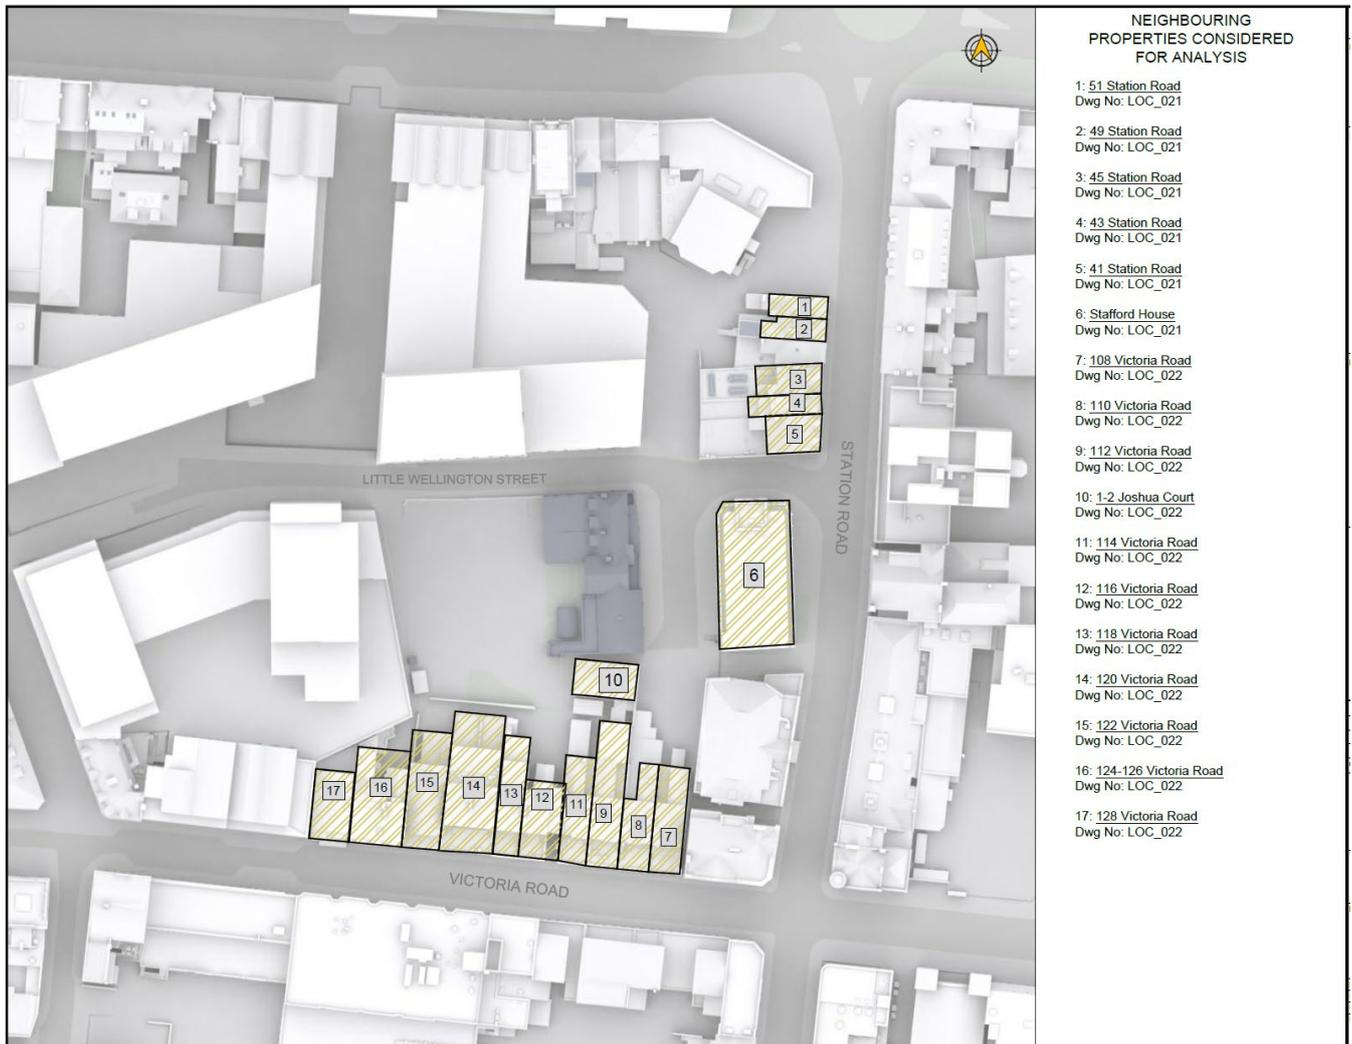 NEIGHBOURING
PROPERTIES CONSIDERED
FOR ANALYSIS
1: 51 Station Road
Dwg No: LOC_021
2: 49 Station Road
Dwg No: LOC_021
3: 45 Station Road
Dwg No: LOC_021
4: 43 Station Road
Dwg No: LOC_021
5: 41 Station Road
Dwg No: LOC_021
6: Stafford House
Dwg No: LOC_021
7: 108 Victoria Road
Dwg No: LOC_022
8: 110 Victoria Road
Dwg No: LOC_022
9: 112 Victoria Road
Dwg No: LOC_022
10: 1-2 Joshua Court
Dwg No: LOC_022
11: 114 Victoria Road
Dwg No: LOC_022
12: 116 Victoria Road
Dwg No: LOC_022
13: 118 Victoria Road
Dwg No: LOC_022
14: 120 Victoria Road
Dwg No: LOC_022
15: 122 Victoria Road
Dwg No: LOC_022
16: 124-126 Victoria Road
Dwg No: LOC_022
17: 128 Victoria Road
Dwg No: LOC_022
1
2
3
4
5
STATION ROAD
LITTLE WELLINGTON STREET
6
10
17
16
15
14
13
12
11
9
8
7
VICTORIA ROAD